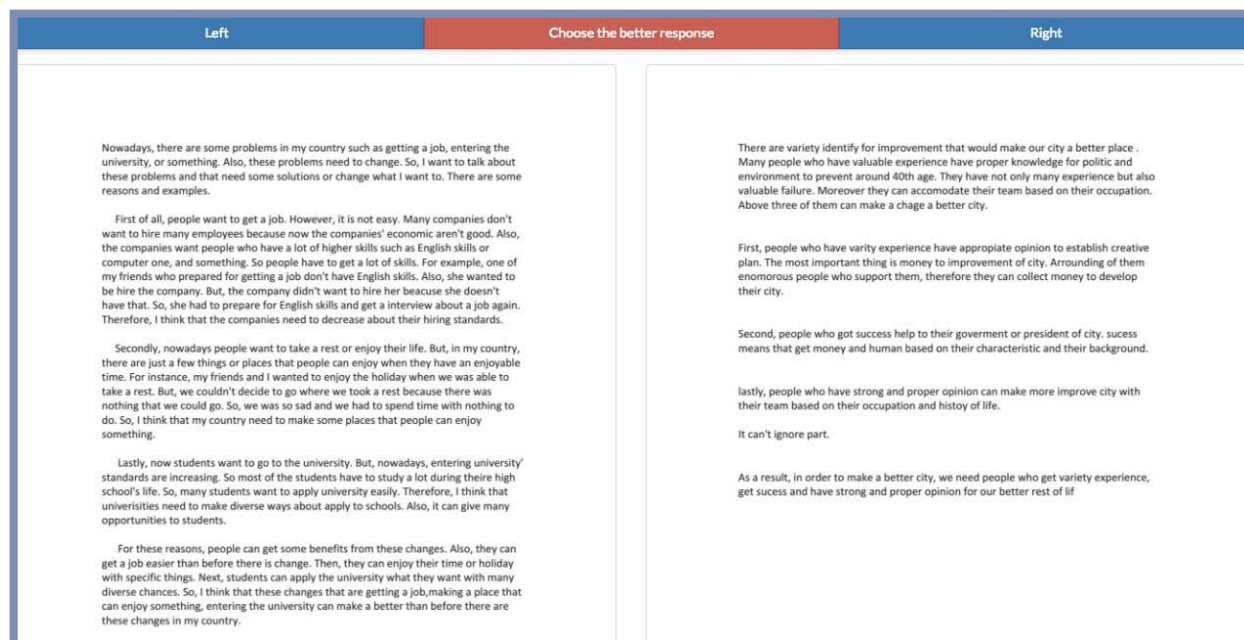 Left
Choose the better response
Right
Nowadays, there are some problems in my country such as getting a job, entering the
university, or something. Also, these problems need to change. So, I want to talk about
these problems and that need some solutions or change what I want to. There are some
reasons and examples.
First of all, people want to get a job. However, it is not easy. Many companies don't
want to hire many employees because now the companies' economic aren't good. Also,
the companies want people who have a lot of higher skills such as English skills or
computer one, and something. So people have to get a lot of skills. For example, one of
my friends who prepared for getting a job don't have English skills. Also, she wanted to
be hire the company. But, the company didn't want to hire her beacuse she doesn't
have that. So, she had to prepare for English skills and get a interview about a job again.
Therefore, I think that the companies need to decrease about their hiring standards.
Secondly, nowadays people want to take a rest or enjoy their life. But, in my country,
there are just a few things or places that people can enjoy when they have an enjoyable
time. For instance, my friends and I wanted to enjoy the holiday when we was able to
take a rest. But, we couldn't decide to go where we took a rest because there was
nothing that we could go. So, we was so sad and we had to spend time with nothing to
do. So, I think that my country need to make some places that people can enjoy
something.
Lastly, now students want to go to the university. But, nowadays, entering university'
standards are increasing. So most of the students have to study a lot during theire high
school's life. So, many students want to apply university easily. Therefore, I think that
univerisities need to make diverse ways about apply to schools. Also, it can give many
opportunities to students.
For these reasons, people can get some benefits from these changes. Also, they can
get a job easier than before there is change. Then, they can enjoy their time or holiday
with specific things. Next, students can apply the university what they want with many
diverse chances. So, I think that these changes that are getting a job,making a place that
can enjoy something, entering the university can make a better than before there are
these changes in my country.
There are variety identify for improvement that would make our city a better place .
Many people who have valuable experience have proper knowledge for politic and
environment to prevent around 40th age. They have not only many experience but also
valuable failure. Moreover they can accomodate their team based on their occupation.
Above three of them can make a chage a better city.
First, people who have varity experience have appropiate opinion to establish creative
plan. The most important thing is money to improvement of city. Arrounding of them
enomorous people who support them, therefore they can collect money to develop
their city.
Second, people who got success help to their goverment or president of city. sucess
means that get money and human based on their characteristic and their background.
lastly, people who have strong and proper opinion can make more improve city with
their team based on their occupation and histoy of life.
It can't ignore part.
As a result, in order to make a better city, we need people who get variety experience,
get sucess and have strong and proper opinion for our better rest of lif